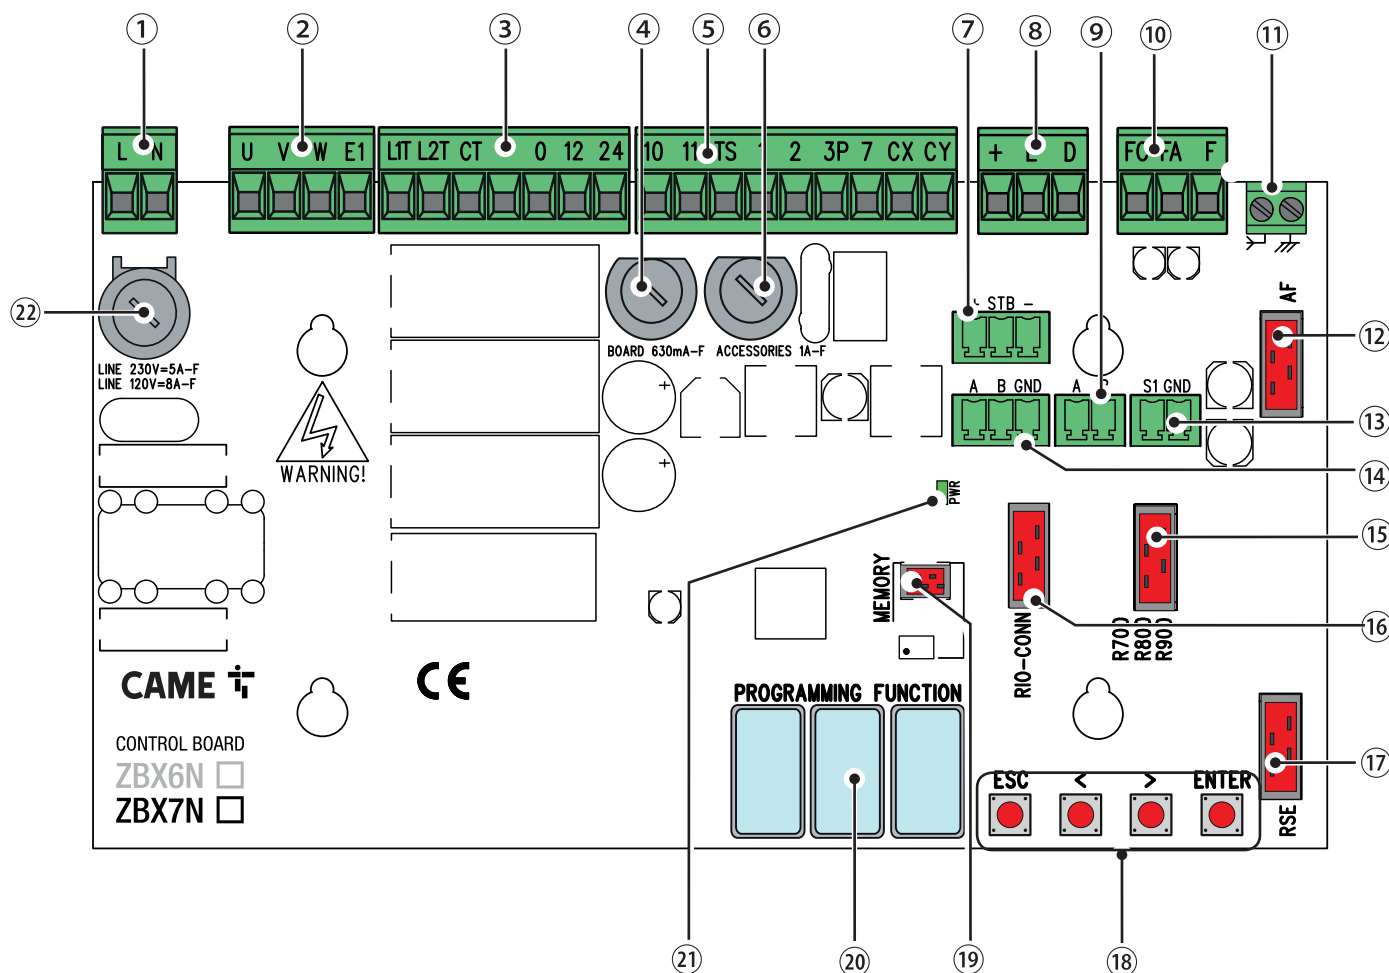 1 2 3 4 5 6 7 8 9 10 11
L N U V W E1 L1T L2T CT 0 12 24 10 11 TS 1 2 3P 7 CX CY + E D FC FA F
22
LINE 230V=5A-F
LINE 120V=8A-F
BOARD 630mA-F ACCESSORIES 1A-F
+ STB -
AF
12
A B GND A B S1 GND
13
14
WARNING!
+
+
PWR
15
MEMORY
RIO-CONN
R700
R800
R900
16
CAME
CE
PROGRAMMING FUNCTION
CONTROL BOARD
ZBX6N
ZBX7N
ESC < > ENTER
17
RSE
21 20 19 18